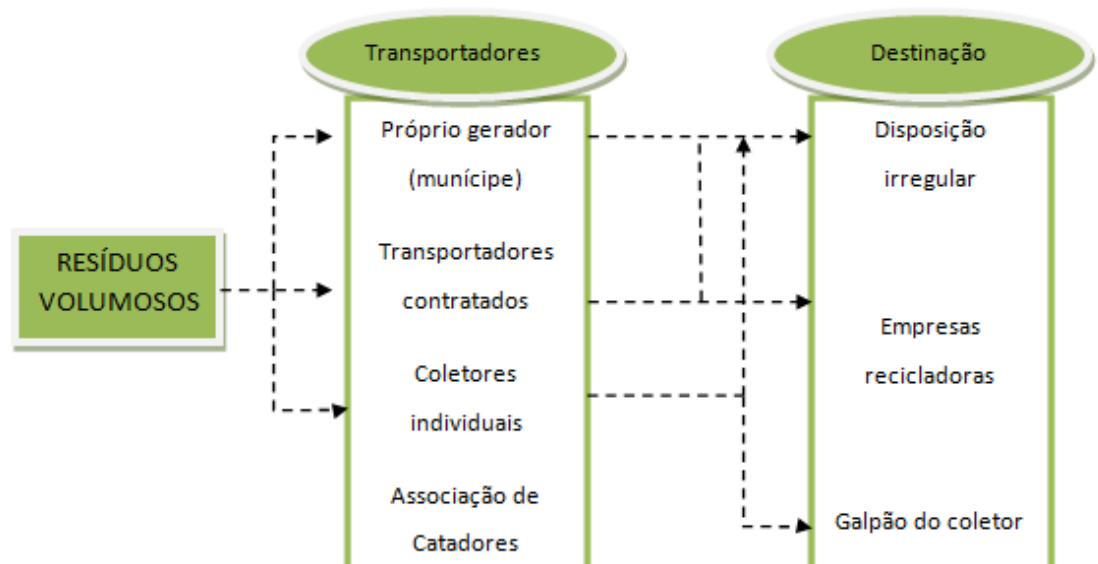 Transportadores
Destinação
RESÍDUOS
VOLUMOSOS
Próprio gerador
(munícipe)
Transportadores
contratados
Coletores
individuais
Associação de
Catadores
Disposição
irregular
Empresas
recicladoras
Galpão do coletor